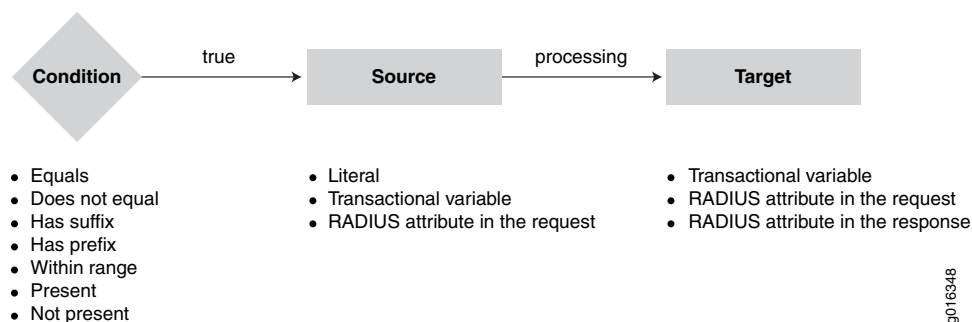 Condition
true
Source
processing
Target
• Equals
• Does not equal
• Has suffix
• Has prefix
• Within range
• Present
• Not present
• Literal
• Transactional variable
• RADIUS attribute in the request
• Transactional variable
• RADIUS attribute in the request
• RADIUS attribute in the response
g016348